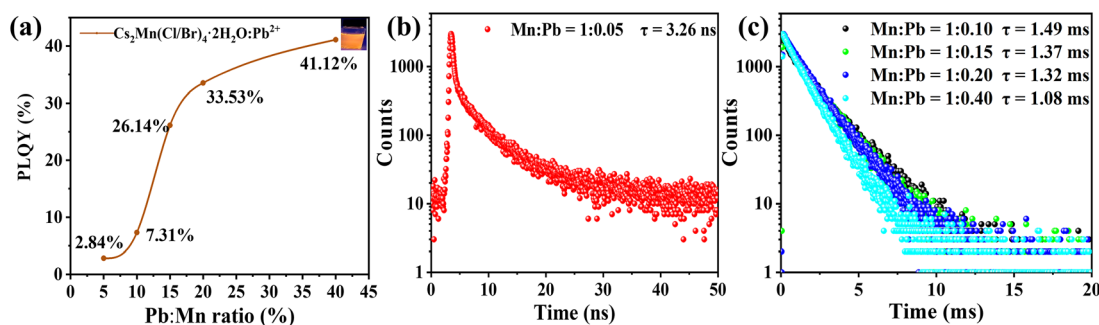 (a)
Cs₂Mn(Cl/Br)₄·2H₂O:Pb²⁺
41.12%
33.53%
26.14%
7.31%
2.84%
PLQY (%)
40
30
20
10
0
0 5 10 15 20 25 30 35 40 45
Pb:Mn ratio (%)
(b)
Mn:Pb = 1:0.05 τ = 3.26 ns
Counts
1000
100
10
1
0 10 20 30 40 50
Time (ns)
(c)
Mn:Pb = 1:0.10 τ = 1.49 ms
Mn:Pb = 1:0.15 τ = 1.37 ms
Mn:Pb = 1:0.20 τ = 1.32 ms
Mn:Pb = 1:0.40 τ = 1.08 ms
Counts
1000
100
10
1
0 5 10 15 20
Time (ms)